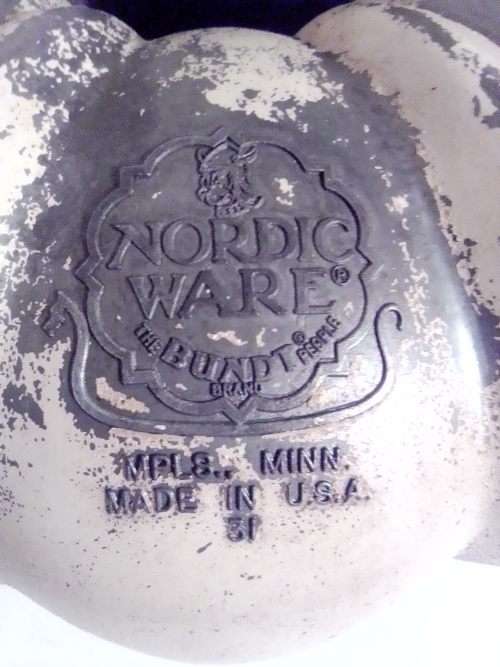 NORDIC
WARE®
THE BUNDT® PEOPLE
BRAND
MPLS., MINN.
MADE IN U.S.A.
31